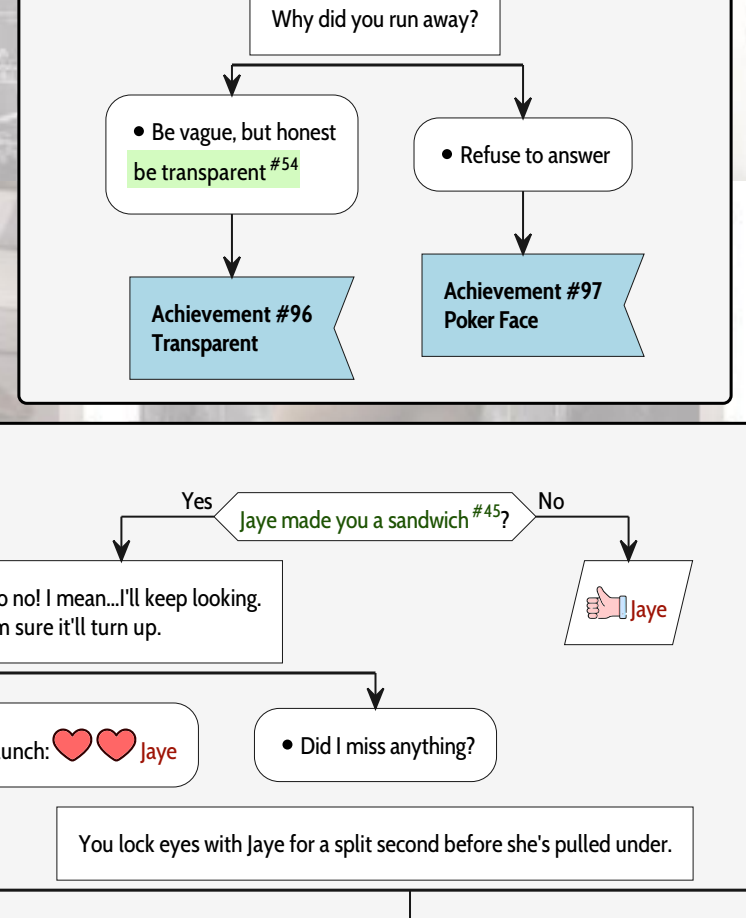 Why did you run away?
• Be vague, but honest
be transparent #54
• Refuse to answer
Achievement #96
Transparent
Achievement #97
Poker Face
Yes
Jaye made you a sandwich #45?
No
no! I mean...I'll keep looking.
sure it'll turn up.
Jaye
Jaye
• Did I miss anything?
You lock eyes with Jaye for a split second before she's pulled under.